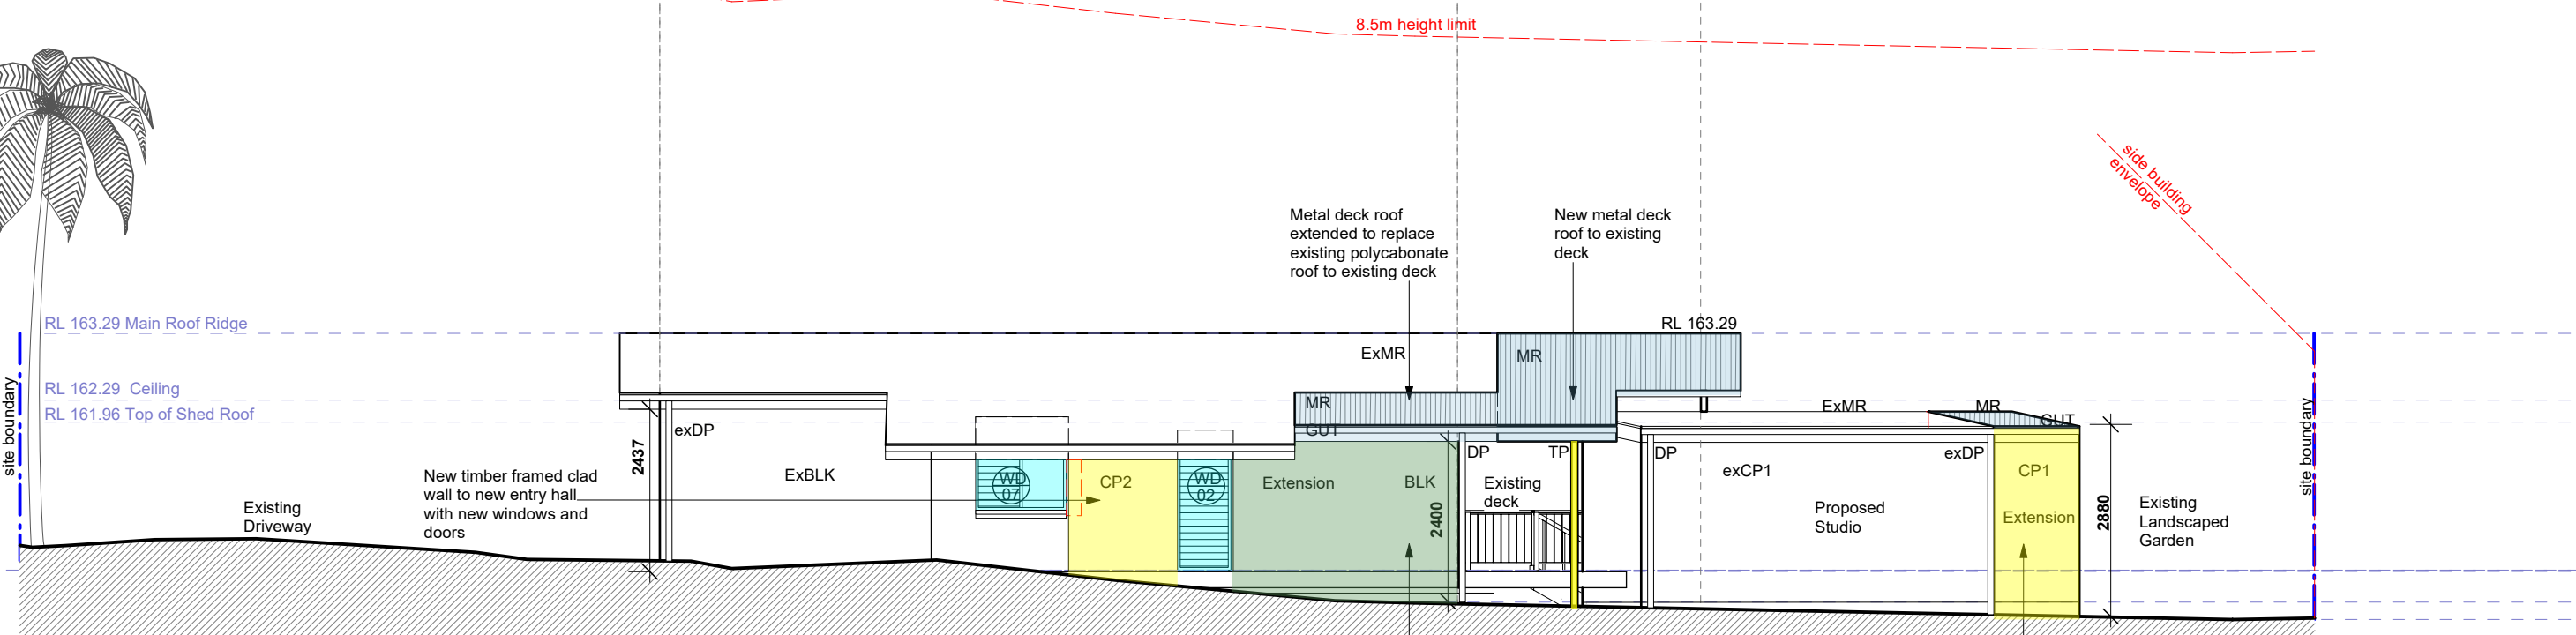 8.5m height limit
side building
envelope
Metal deck roof
extended to replace
existing polycabonate
roof to existing deck
New metal deck
roof to existing
deck
RL 163.29 Main Roof Ridge
RL 163.29
ExMR
MR
RL 162.29 Ceiling
RL 161.96 Top of Shed Roof
MR
GUT
ExMR
MR
GUT
site boundary
exDP
2437
ExBLK
New timber framed clad
wall to new entry hall
with new windows and
doors
Existing
Driveway
WD
07
CP2
WD
02
Extension
BLK
2400
DP
TP
Existing
deck
DP
exCP1
exDP
Proposed
Studio
CP1
Extension
2880
Existing
Landscaped
Garden
site boundary